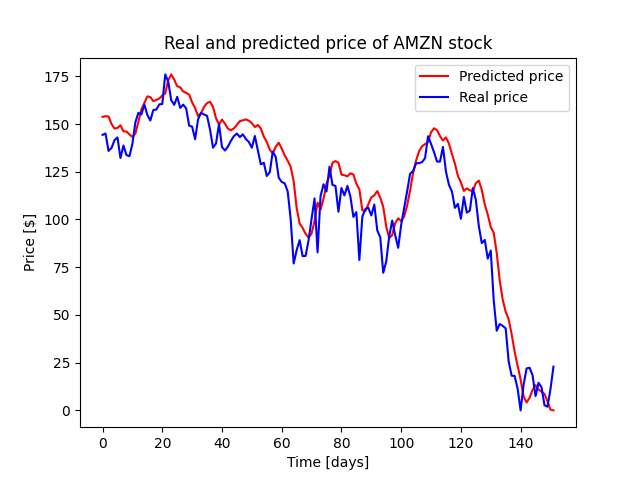 Real and predicted price of AMZN stock
Predicted price
Real price
Price [$]
175
150
125
100
75
50
25
0
0 20 40 60 80 100 120 140
Time [days]